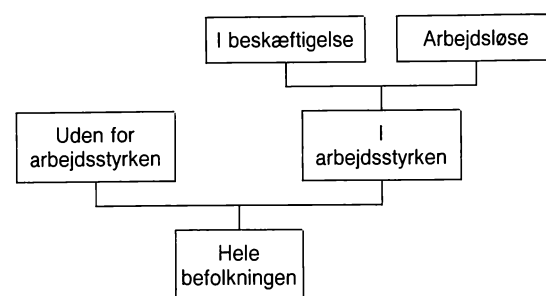 I beskæftigelse
Arbejdsløse
Uden for
arbejdsstyrken
I
arbejdsstyrken
Hele
befolkningen